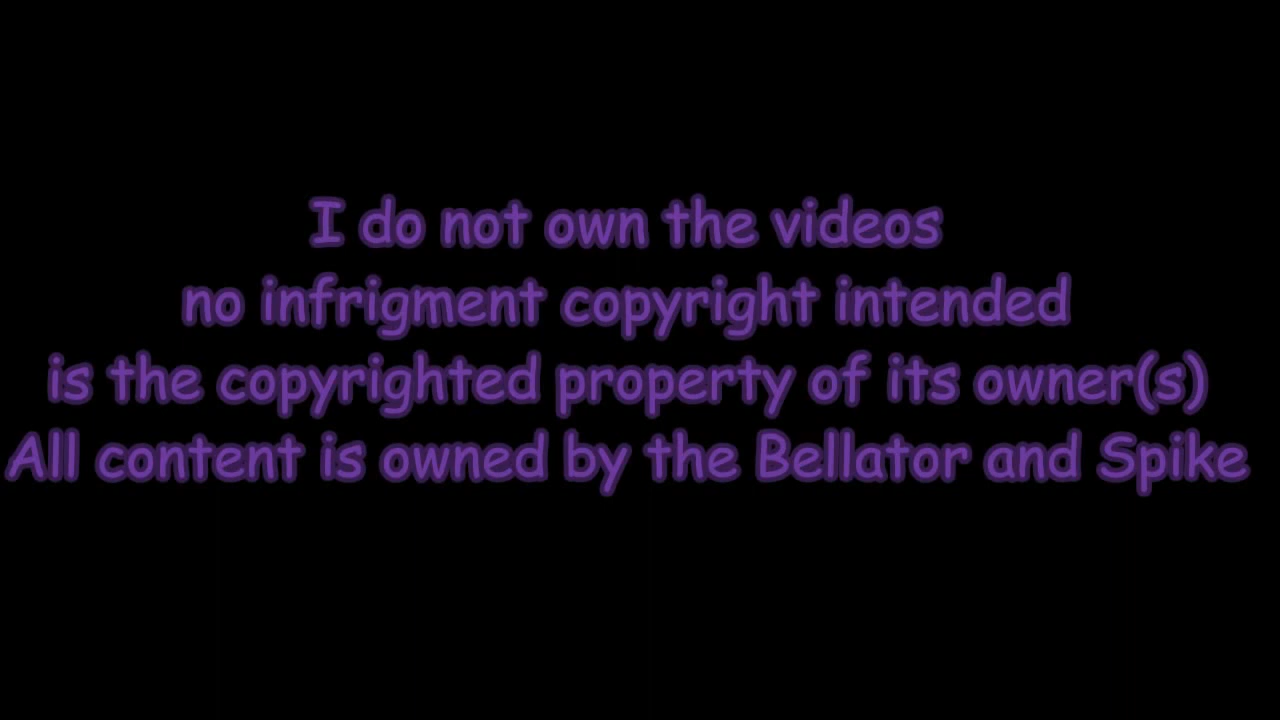 I do not own the videos
no infrigment copyright intended
is the copyrighted property of its owner(s)
All content is owned by the Bellator and Spike